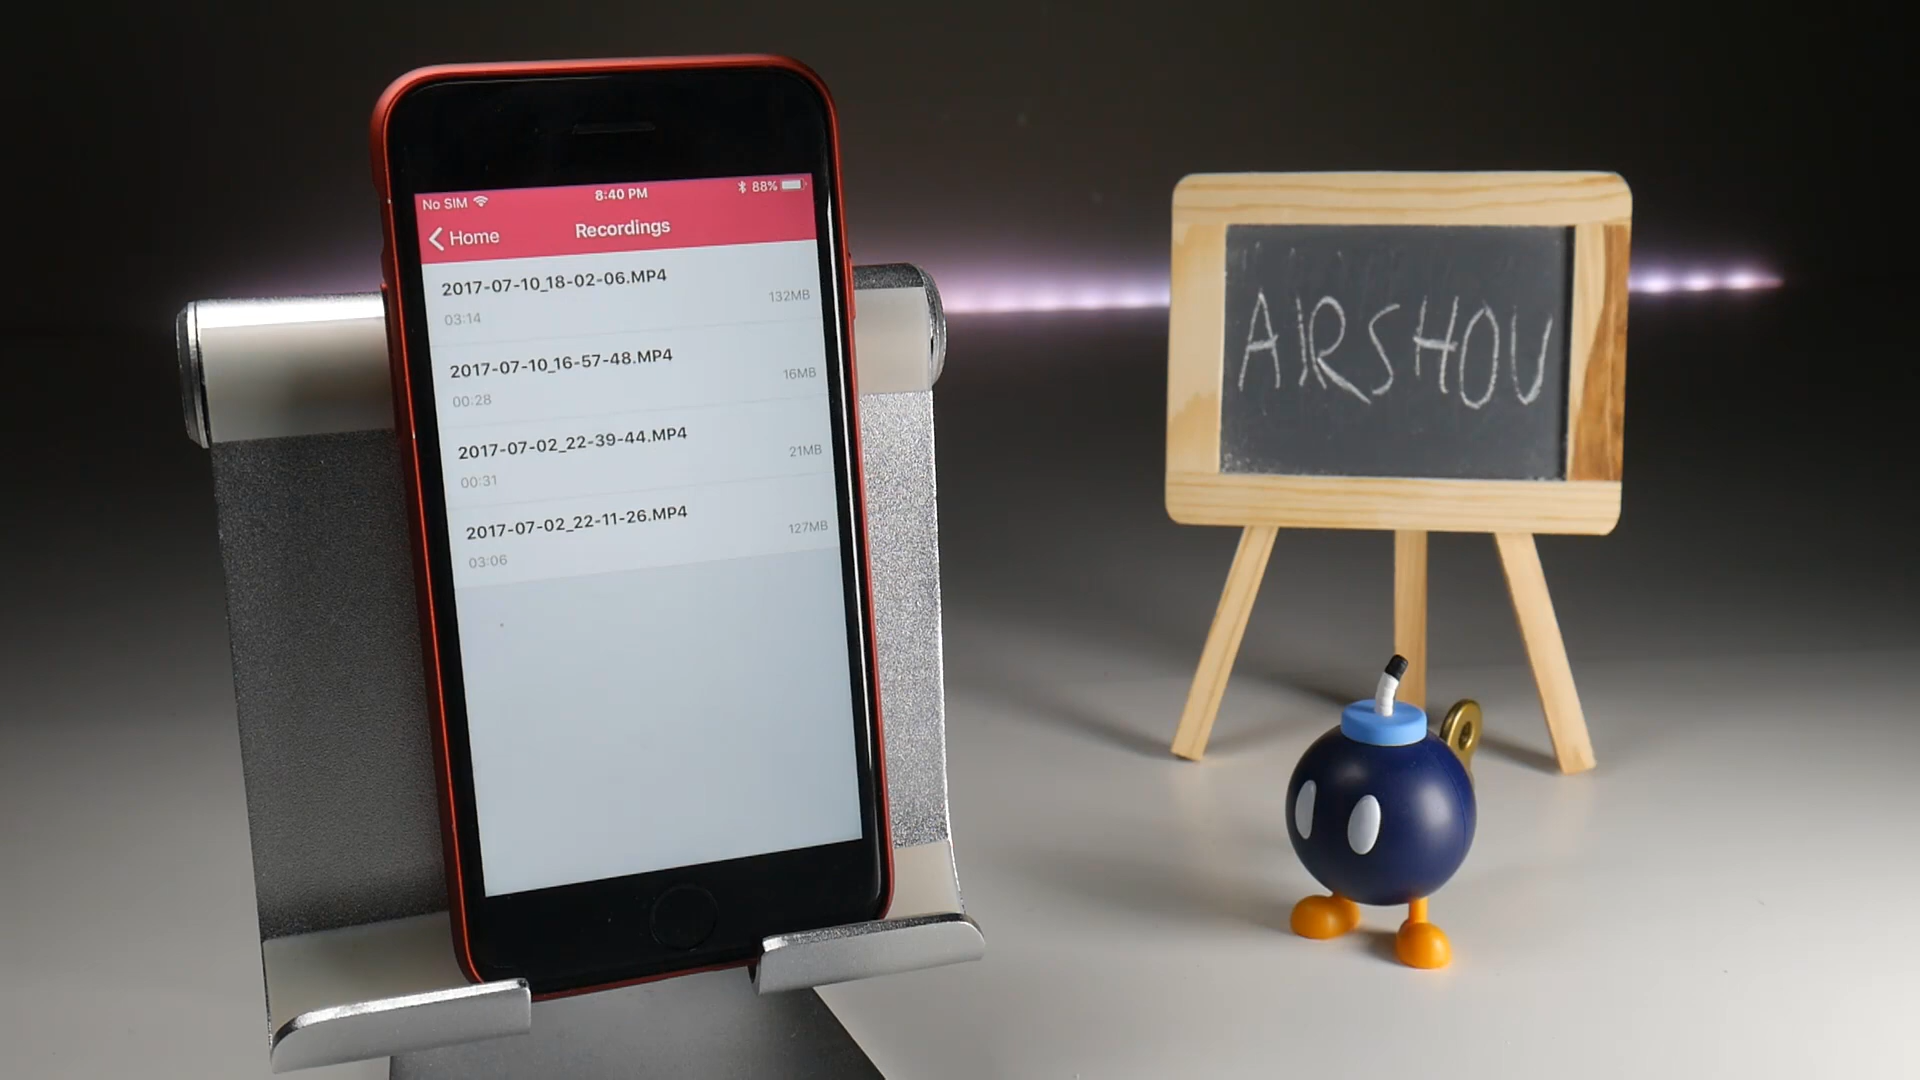 No SIM 8:40 PM 88%
Home Recordings
2017-07-10_18-02-06.MP4
132MB
03:14
2017-07-10_16-57-48.MP4
16MB
00:28
2017-07-02_22-39-44.MP4
21MB
00:31
2017-07-02_22-11-26.MP4
127MB
03:06
AIRSHOU